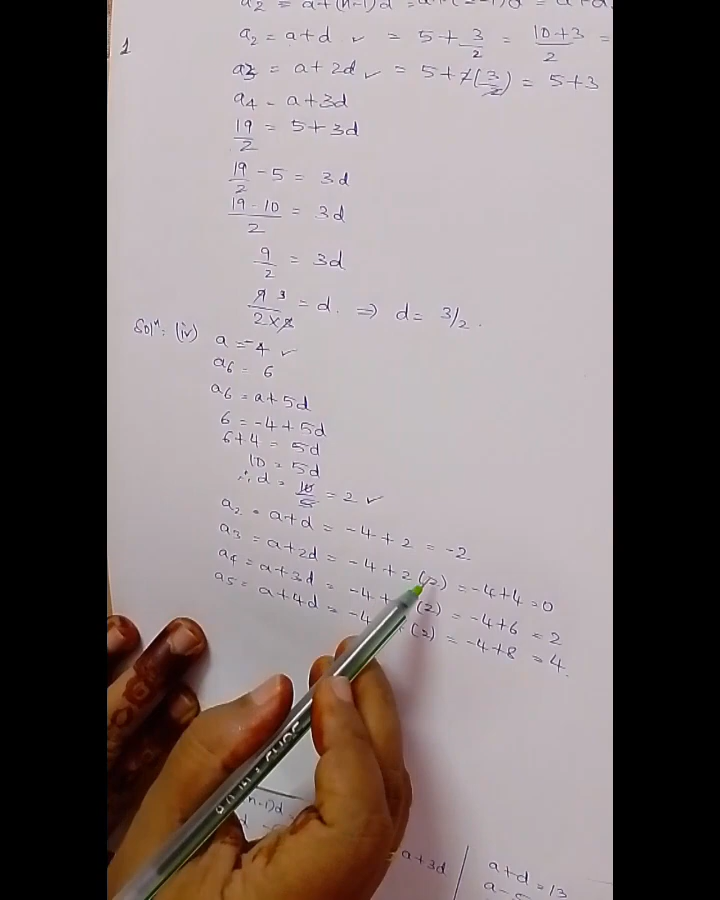 a2 = a+(n-1)d
a2 = a+d ✓ = 5+ 3/2 = 10+3/2 =
1
a3 = a+2d ✓ = 5+2(3/2) = 5+3
a4 = a+3d
19/2 = 5+3d
19/2 - 5 = 3d
19-10/2 = 3d
9/2 = 3d
9 3/2×3 = d. ⇒ d = 3/2.
Soln: (iv) a = -4 ✓
a6 = 6
a6 = a+5d
6 = -4+5d
6+4 = 5d
10 = 5d
∴ d = 10/5 = 2 ✓
a2 = a+d = -4+2 = -2
a3 = a+2d = -4+2(2) = -4+4 = 0
a4 = a+3d = -4+ (2) = -4+6 = 2
a5 = a+4d = -4 (2) = -4+8 = 4.
(n-1)d
a+3d
a+d = 13